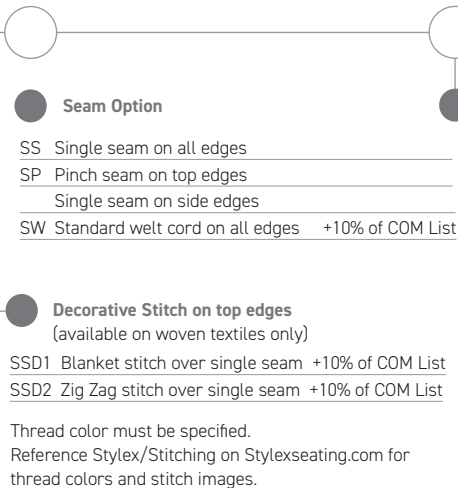 Seam Option
SS Single seam on all edges
SP Pinch seam on top edges
Single seam on side edges
SW Standard welt cord on all edges +10% of COM List
Decorative Stitch on top edges
(available on woven textiles only)
SSD1 Blanket stitch over single seam +10% of COM List
SSD2 Zig Zag stitch over single seam +10% of COM List
Thread color must be specified.
Reference Stylex/Stitching on Stylexseating.com for
thread colors and stitch images.